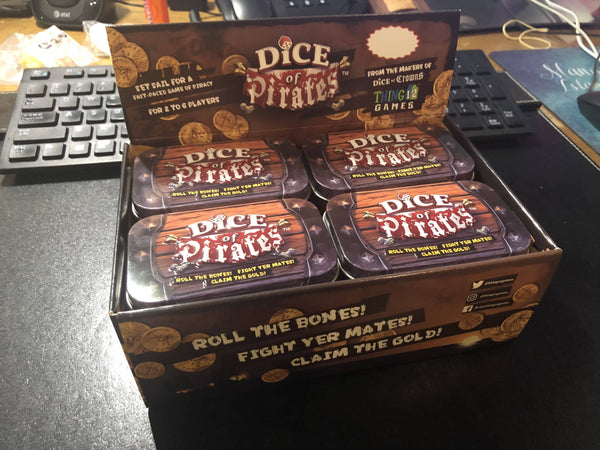 at&t
DiCE
of
PiRatES™
SET SAIL FOR A
FAST-PACED GAME OF PIRACY
FOR 2 TO 6 PLAYERS
FROM THE MAKERS OF
DiCE of CROWNS
THING 12
GAMES
DiCE
of
PiRatES
ROLL THE BONES! FIGHT YER MATES!
CLAIM THE GOLD!
DiCE
of
PiRatES
ROLL THE BONES! FIGHT YER MATES!
CLAIM THE GOLD!
DiCE
of
PiRatES™
ROLL THE BONES! FIGHT YER MATES!
CLAIM THE GOLD!
DiCE
of
PiRatES™
ROLL THE BONES! FIGHT YER MATES!
CLAIM THE GOLD!
ROLL THE BONES!
FIGHT YER MATES!
CLAIM THE GOLD!